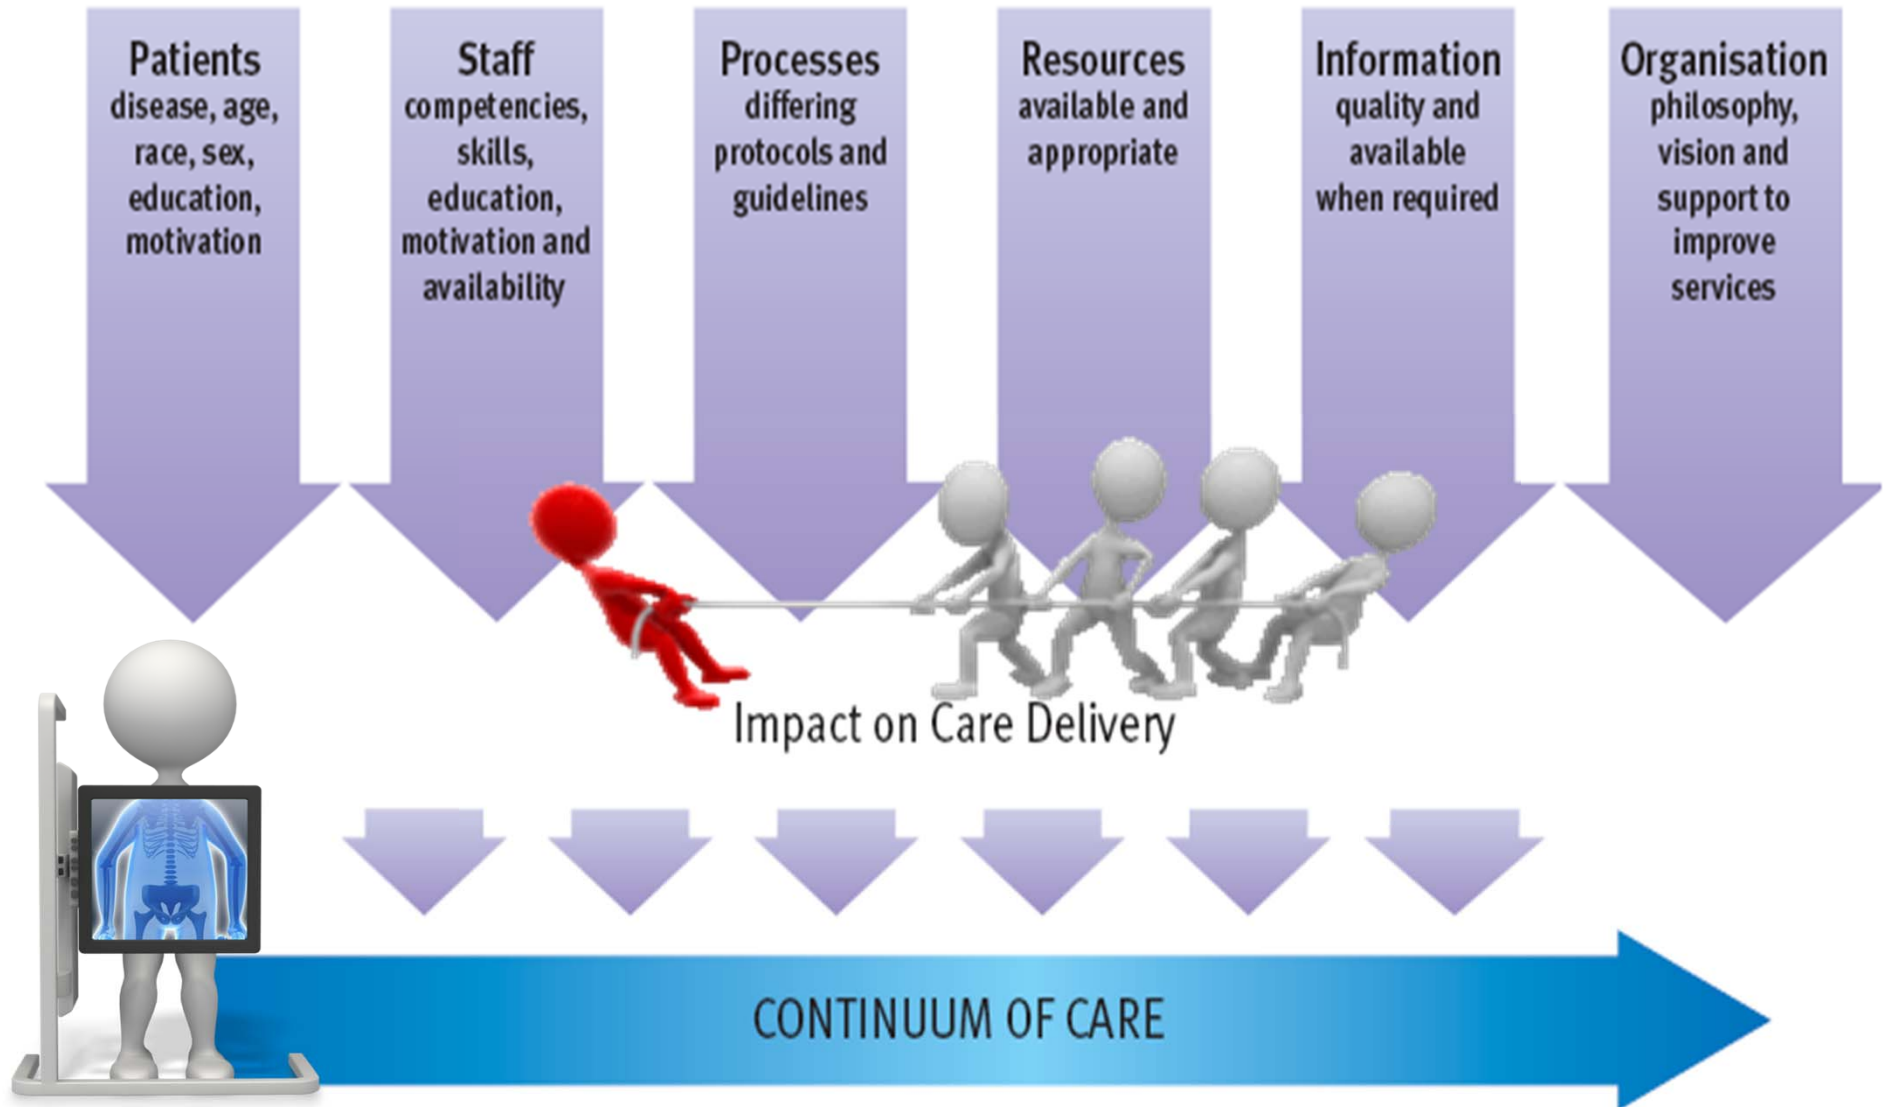 Patients
disease, age,
race, sex,
education,
motivation
Staff
competencies,
skills,
education,
motivation and
availability
Processes
differing
protocols and
guidelines
Resources
available and
appropriate
Information
quality and
available
when required
Organisation
philosophy,
vision and
support to
improve
services
Impact on Care Delivery
CONTINUUM OF CARE